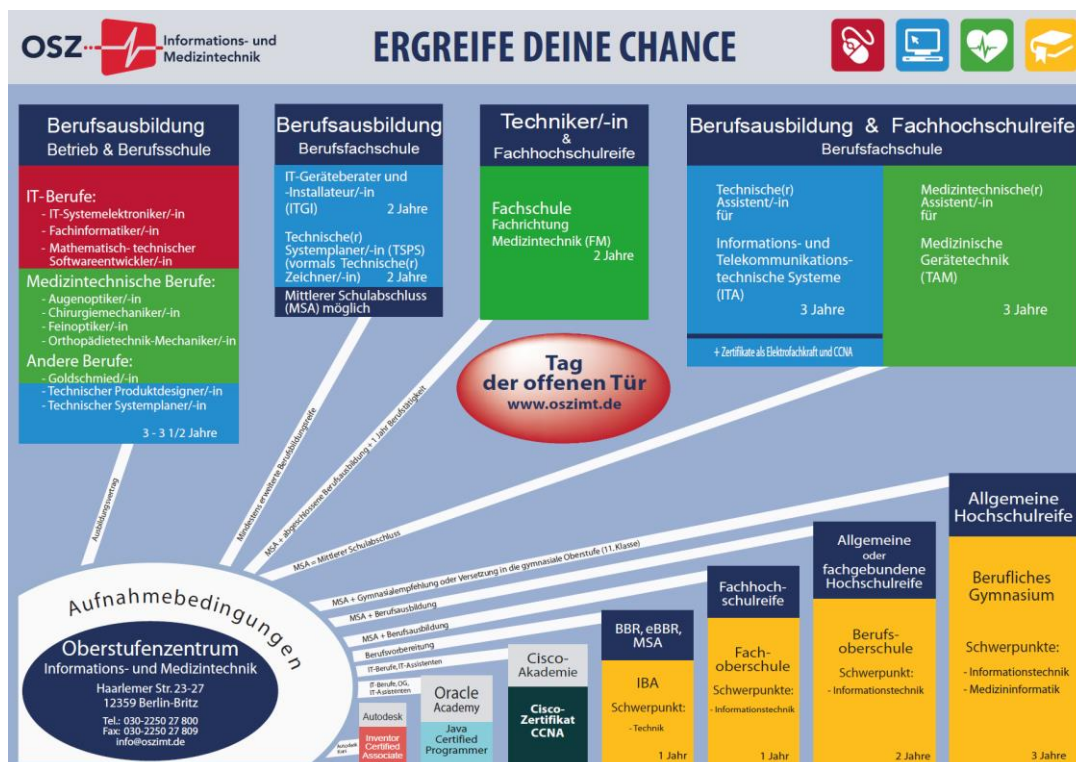 OSZ
Informations- und
Medizintechnik
ERGREIFE DEINE CHANCE
Berufsausbildung
Betrieb & Berufsschule
IT-Berufe:
- IT-Systemelektroniker/-in
- Fachinformatiker/-in
- Mathematisch- technischer
Softwareentwickler/-in
Medizintechnische Berufe:
- Augenoptiker/-in
- Chirurgiemechaniker/-in
- Feinoptiker/-in
- Orthopädietechnik-Mechaniker/-in
Andere Berufe:
- Goldschmied/-in
- Technischer Produktdesigner/-in
- Technischer Systemplaner/-in
3 - 3 1/2 Jahre
Berufsausbildung
Berufsfachschule
IT-Geräteberater und
-Installateur/-in
(ITGI) 2 Jahre
Technische(r)
Systemplaner/-in (TSPS)
(vormals Technische(r)
Zeichner/-in) 2 Jahre
Mittlerer Schulabschluss
(MSA) möglich
Techniker/-in
&
Fachhochschulreife
Fachschule
Fachrichtung
Medizintechnik (FM)
2 Jahre
Berufsausbildung & Fachhochschulreife
Berufsfachschule
Technische(r)
Assistent/-in
für
Informations- und
Telekommunikations-
technische Systeme
(ITA)
3 Jahre
+ Zertifikate als Elektrofachkraft und CCNA
Medizintechnische(r)
Assistent/-in
für
Medizinische
Gerätetechnik
(TAM)
3 Jahre
Tag
der offenen Tür
www.oszimt.de
Ausbildungsvertrag
Mindestens erweiterte Berufsbildungsreife
MSA + abgeschlossene Berufsausbildung + 1 Jahr Berufstätigkeit
MSA = Mittlerer Schulabschluss
MSA + Gymnasialempfehlung oder Versetzung in die gymnasiale Oberstufe (11. Klasse)
MSA + Berufsausbildung
MSA + Berufsausbildung
Berufsvorbereitung
IT-Berufe, IT-Assistenten
IT-Berufe, OG,
IT-Assistenten
Autodesk
Kurs
Aufnahmebedingungen
Oberstufenzentrum
Informations- und Medizintechnik
Haarlemer Str. 23-27
12359 Berlin-Britz
Tel.: 030-2250 27 800
Fax: 030-2250 27 809
info@oszimt.de
Autodesk
Inventor
Certified
Associate
Oracle
Academy
Java
Certified
Programmer
Cisco-
Akademie
Cisco-
Zertifikat
CCNA
BBR, eBBR,
MSA
IBA
Schwerpunkt:
- Technik
1 Jahr
Fachhoch-
schulreife
Fach-
oberschule
Schwerpunkte:
- Informationstechnik
1 Jahr
Allgemeine
oder
fachgebundene
Hochschulreife
Berufs-
oberschule
Schwerpunkt:
- Informationstechnik
2 Jahre
Allgemeine
Hochschulreife
Berufliches
Gymnasium
Schwerpunkte:
- Informationstechnik
- Medizininformatik
3 Jahre